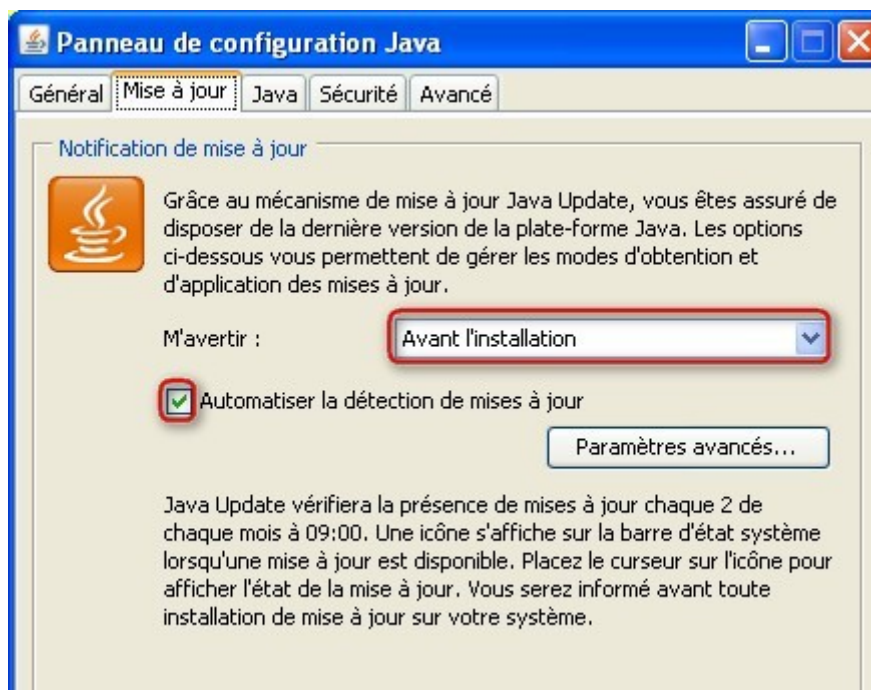 Panneau de configuration Java
Général Mise à jour Java Sécurité Avancé
Notification de mise à jour
Grâce au mécanisme de mise à jour Java Update, vous êtes assuré de
disposer de la dernière version de la plate-forme Java. Les options
ci-dessous vous permettent de gérer les modes d'obtention et
d'application des mises à jour.
M'avertir : Avant l'installation
Automatiser la détection de mises à jour
Paramètres avancés...
Java Update vérifiera la présence de mises à jour chaque 2 de
chaque mois à 09:00. Une icône s'affiche sur la barre d'état système
lorsqu'une mise à jour est disponible. Placez le curseur sur l'icône pour
afficher l'état de la mise à jour. Vous serez informé avant toute
installation de mise à jour sur votre système.